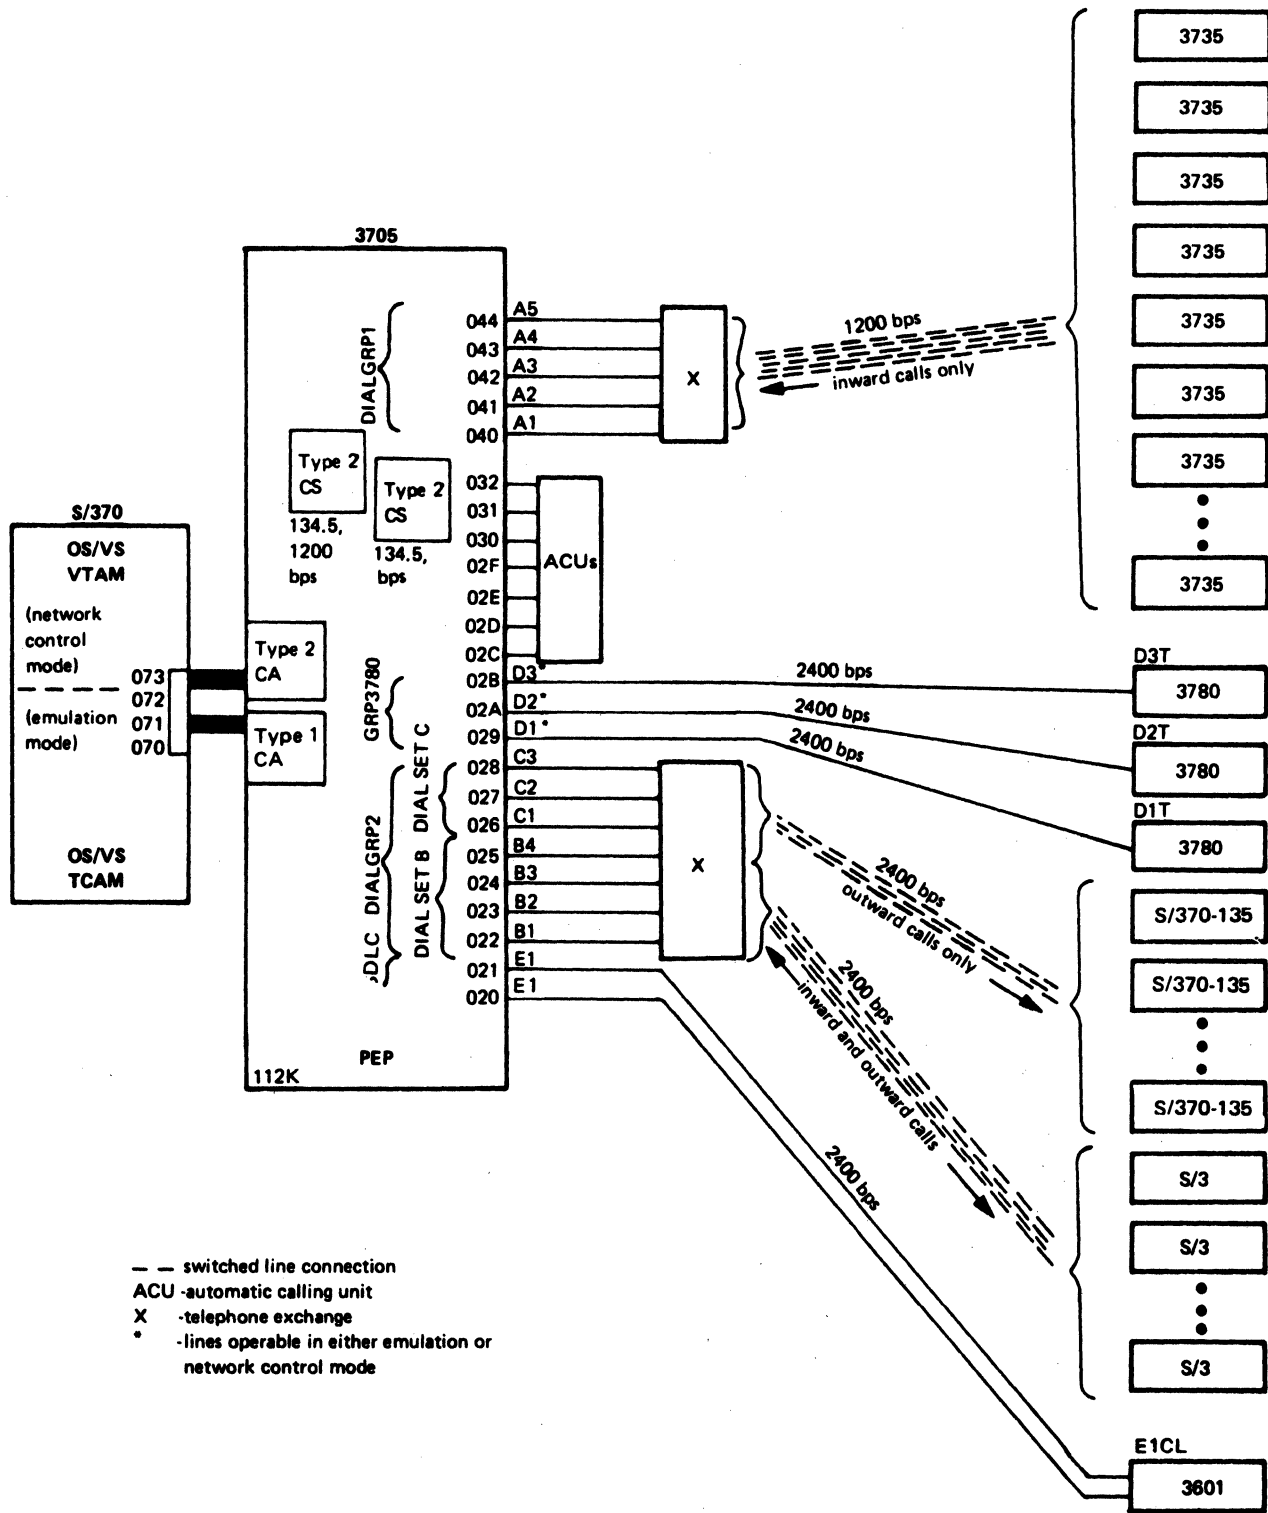 3735
3735
3735
3735
3735
3735
3735
3735
3705
DIALGRP1
044 A5
043 A4
042 A3
041 A2
040 A1
X
1200 bps
inward calls only
Type 2
CS
134.5,
1200
bps
Type 2
CS
134.5,
bps
032
031
030
02F
02E
02D
02C
ACUs
S/370
OS/VS
VTAM
(network
control
mode)
(emulation
mode)
073
072
071
070
OS/VS
TCAM
Type 2
CA
Type 1
CA
GRP3780
02B D3*
02A D2*
029 D1*
2400 bps
2400 bps
2400 bps
D3T
3780
D2T
3780
D1T
3780
DLC DIALGRP2
DIAL SET B DIAL SET C
028 C3
027 C2
026 C1
025 B4
024 B3
023 B2
022 B1
021 E1
020 E1
X
2400 bps
outward calls only
2400 bps
inward and outward calls
2400 bps
S/370-135
S/370-135
S/370-135
S/3
S/3
S/3
PEP
112K
E1CL
3601
— — switched line connection
ACU -automatic calling unit
X -telephone exchange
* -lines operable in either emulation or
network control mode